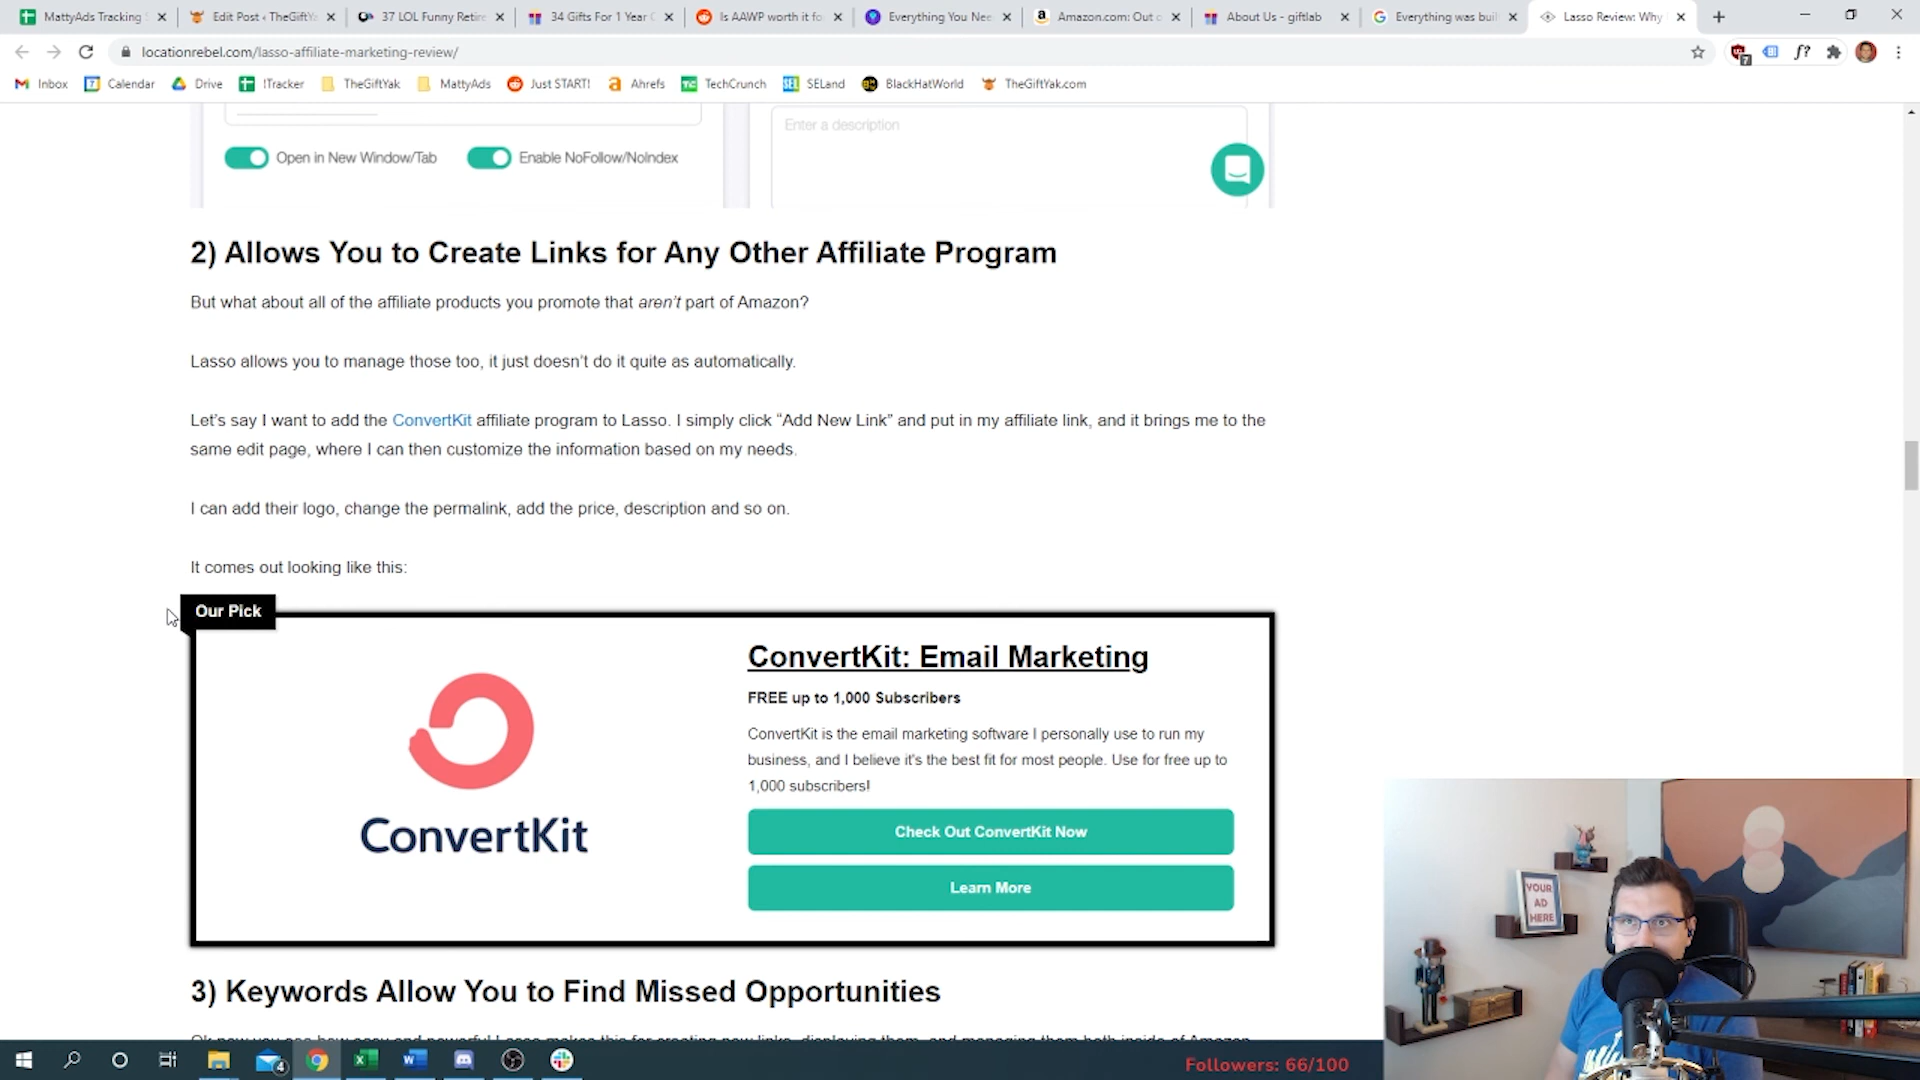 MattyAds Tracking
Edit Post ‹ TheGiftY
37 LOL Funny Retire
34 Gifts For 1 Year
Is AAWP worth it fo
Everything You Nee
Amazon.com: Out o
About Us - giftlab
Everything was buil
Lasso Review: Why
locationrebel.com/lasso-affiliate-marketing-review/
7
f?
Inbox
Calendar
Drive
!Tracker
TheGiftYak
MattyAds
Just START!
Ahrefs
TechCrunch
SELand
BlackHatWorld
TheGiftYak.com
Enter a description
Open in New Window/Tab
Enable NoFollow/NoIndex
2) Allows You to Create Links for Any Other Affiliate Program
But what about all of the affiliate products you promote that aren't part of Amazon?
Lasso allows you to manage those too, it just doesn't do it quite as automatically.
Let's say I want to add the ConvertKit affiliate program to Lasso. I simply click “Add New Link” and put in my affiliate link, and it brings me to the
same edit page, where I can then customize the information based on my needs.
I can add their logo, change the permalink, add the price, description and so on.
It comes out looking like this:
Our Pick
ConvertKit
ConvertKit: Email Marketing
FREE up to 1,000 Subscribers
ConvertKit is the email marketing software I personally use to run my
business, and I believe it's the best fit for most people. Use for free up to
1,000 subscribers!
Check Out ConvertKit Now
Learn More
3) Keywords Allow You to Find Missed Opportunities
YOUR
AD
HERE
4
Followers: 66/100